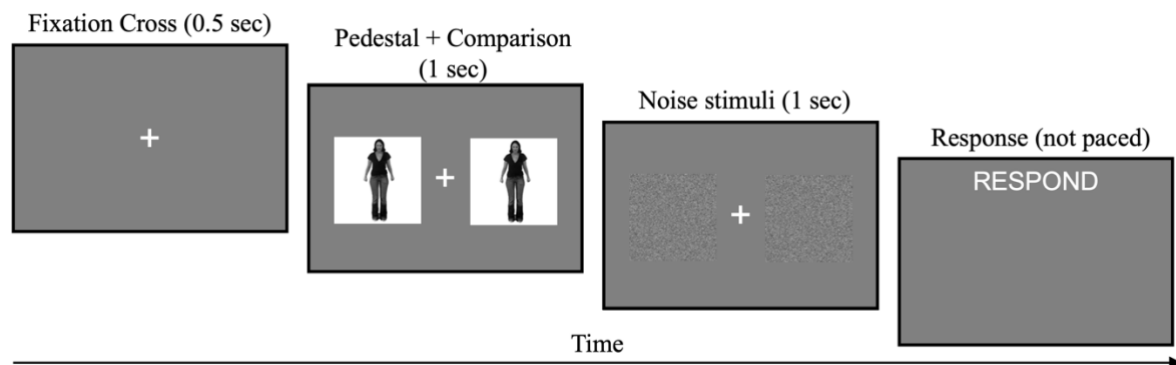 Fixation Cross (0.5 sec)
Pedestal + Comparison
(1 sec)
Noise stimuli (1 sec)
Response (not paced)
RESPOND
Time